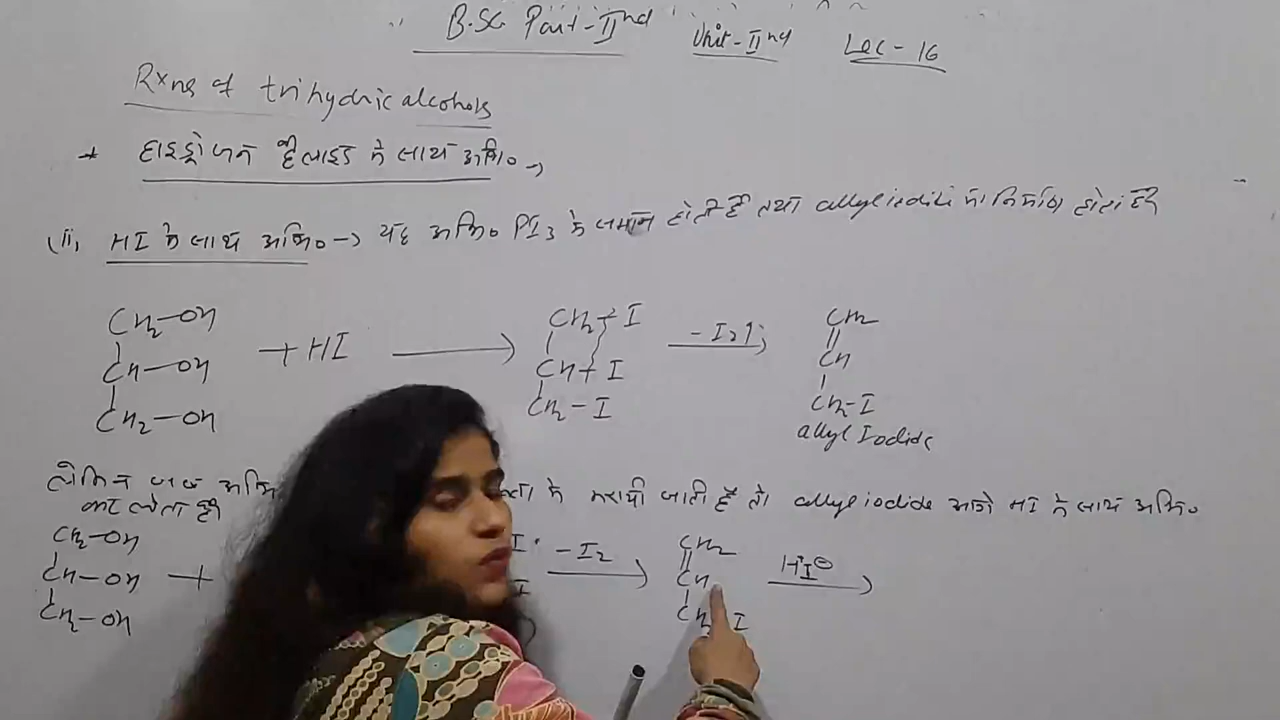 B.Sc. Part-IInd Unit-IInd Lec-16
Rxns of trihydric alcohols
* हाइड्रोजन हैलाइड के साथ अभि० →
(ii) HI के साथ अभि० → यह अभि० PI3 के समान होती है तथा allyl iodide का निर्माण होता है
CH2—OH CH2—I CH2
CH—OH + HI → CH—I -I2↑ → CH
CH2—OH CH2—I CH2-I
allyl Iodide
लेकिन जब अभि में करायी जाती है तो allyl iodide आगे HI के साथ अभि०
कर लेता है
CH2—OH I CH2
CH—OH + I -I2 → CH H+I⊖ →
CH2—OH CH2 I